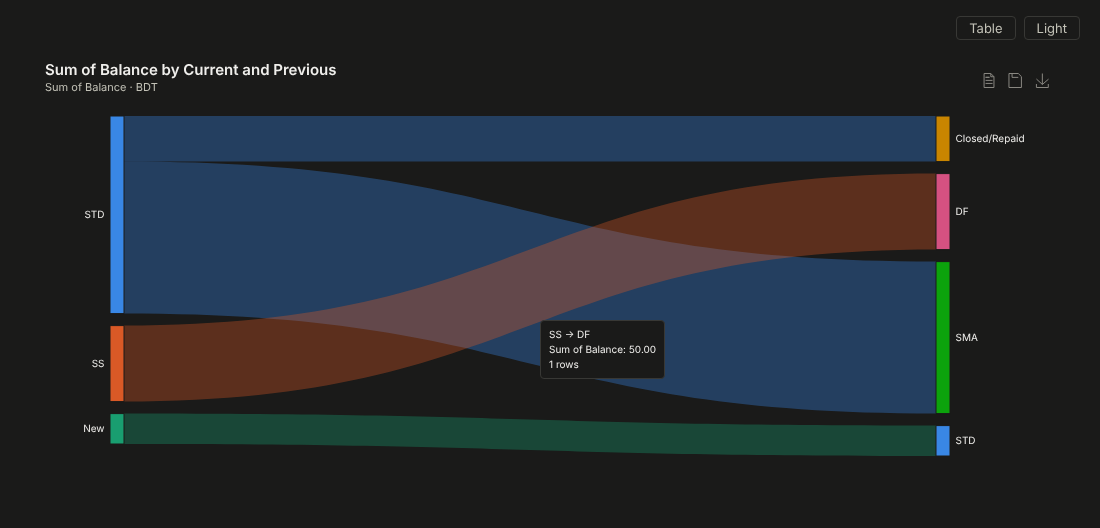 Table
Light
Sum of Balance by Current and Previous
Sum of Balance · BDT
Closed/Repaid
STD
DF
SS → DF
Sum of Balance: 50.00
1 rows
SMA
SS
New
STD